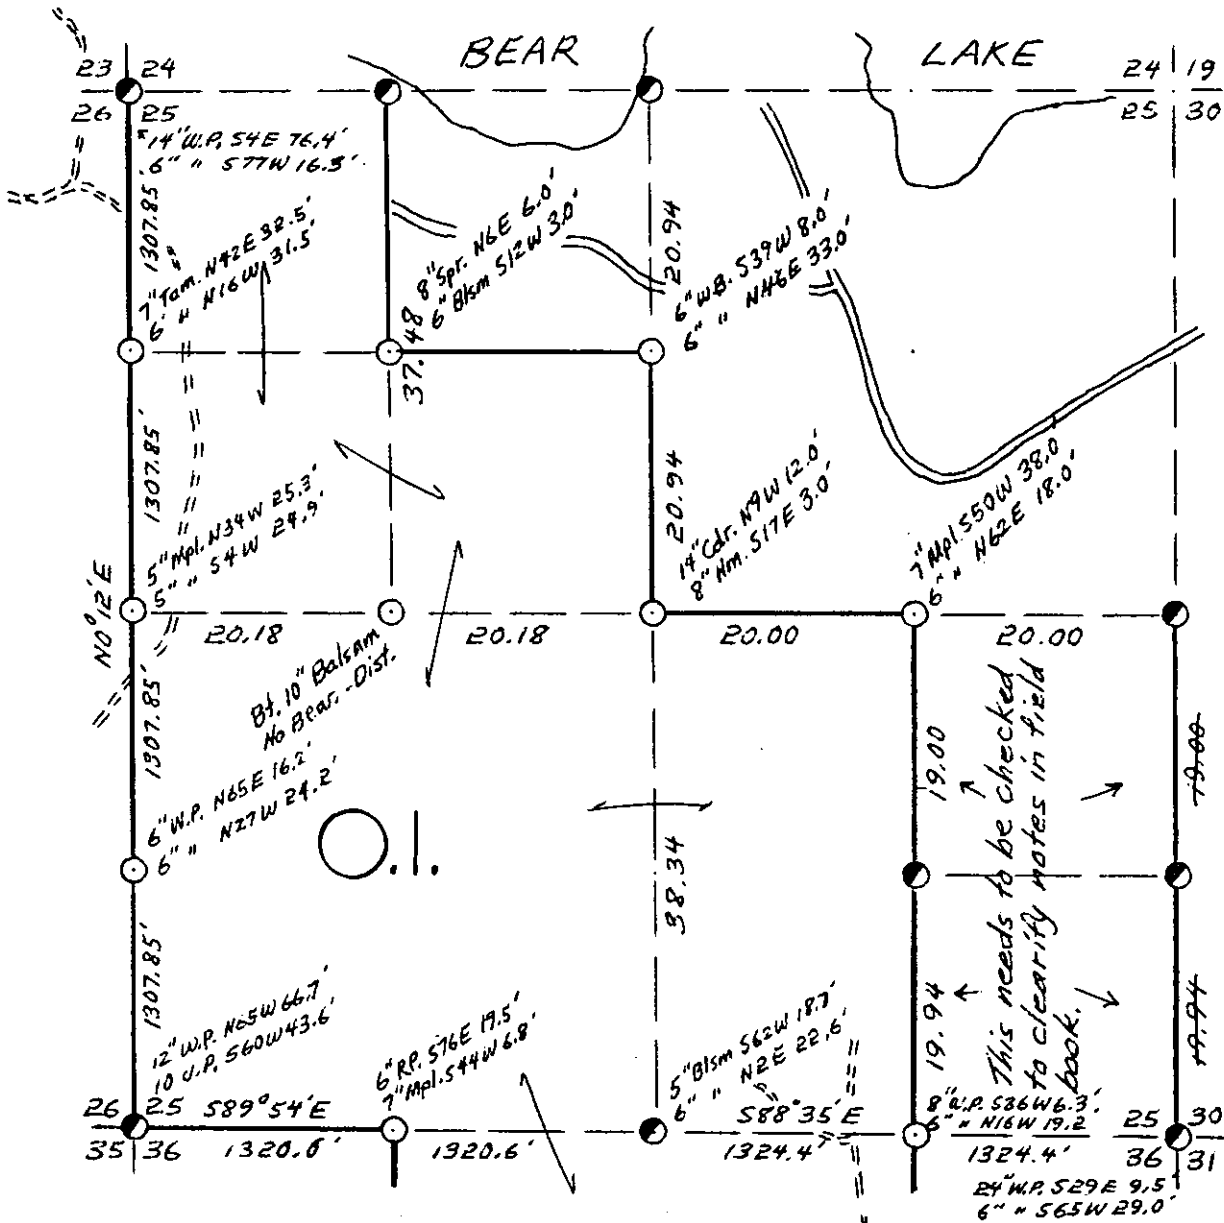 BEAR LAKE
23 24
26 25
24 19
25 30
14" W.P. S4E 76.4'
6" " S77W 16.3'
1307.85'
7" Tam. N42E 32.5'
6" " N16W 31.5'
8" Spr. N6E 6.0'
6" Blsm S12W 3.0'
20.94
6" W.B. S39W 8.0'
6" " N46E 33.0'
37.48
1307.85'
5" Mpl. N34W 25.3'
5" " S4W 24.9'
20.94
14" Cdr. N9W 12.0'
8" Hm. S17E 3.0'
7" Mpl. S50W 38.0'
6" " N62E 18.0'
N0°12'E
20.18
20.18
20.00
20.00
1307.85'
Bt. 10" Balsam
No Bear. - Dist.
6" W.P. N65E 16.2'
6" " N27W 24.2'
19.00
This needs to be checked
to clearify notes in field
book.
19.00
O.I.
38.34
1307.85'
12" W.P. N65W 66.7'
10 J.P. S60W 43.6'
6" RP. S76E 19.5'
7" Mpl. S44W 6.8'
5" Blsm S62W 18.7'
6" " N2E 22.6'
19.94
19.94
26 25
35 36
S89°54'E
1320.6'
1320.6'
S88°35'E
1324.4'
8" W.P. S36W 6.3'
6" " N16W 19.2
1324.4'
25 30
36 31
24" W.P. S29E 9.5'
6" " S65W 29.0'